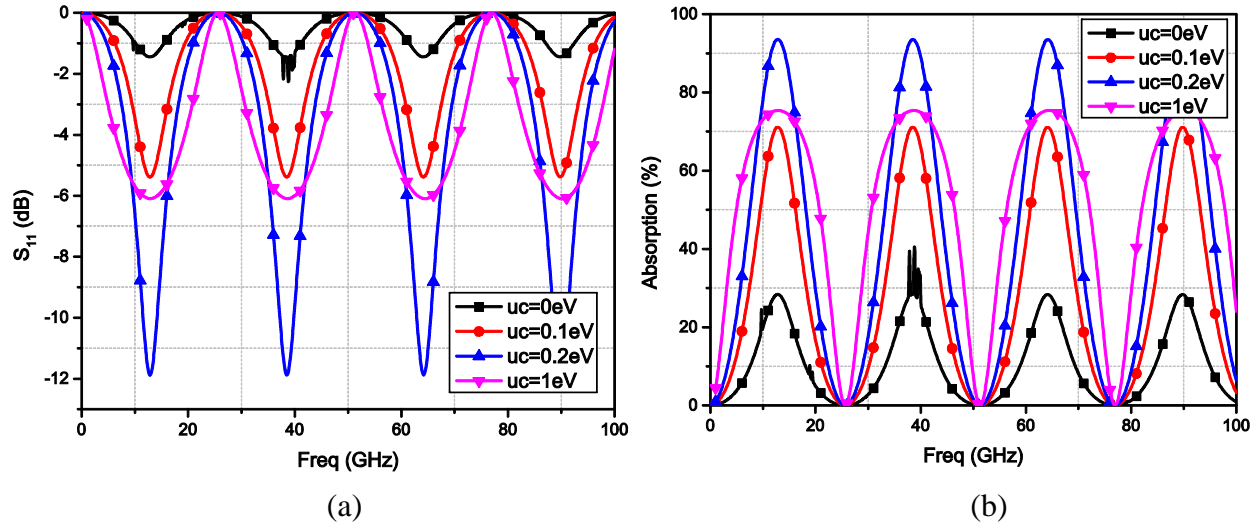 0
-2
-4
-6
-8
-10
-12
S11 (dB)
0 20 40 60 80 100
Freq (GHz)
uc=0eV
uc=0.1eV
uc=0.2eV
uc=1eV
(a)
100
80
60
40
20
0
Absorption (%)
0 20 40 60 80 100
Freq (GHz)
uc=0eV
uc=0.1eV
uc=0.2eV
uc=1eV
(b)